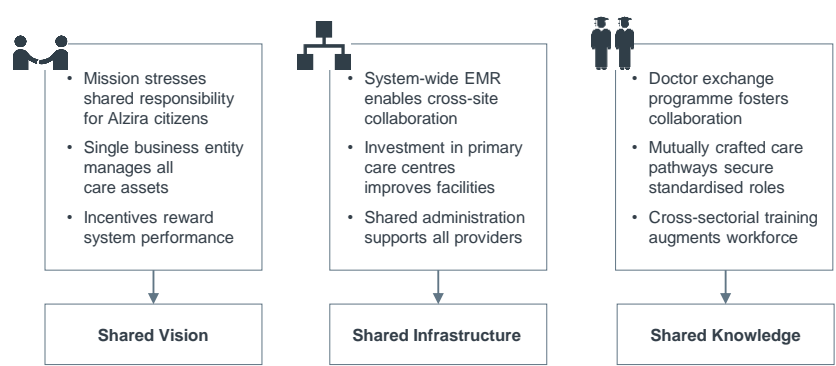 • Mission stresses
shared responsibility
for Alzira citizens
• Single business entity
manages all
care assets
• Incentives reward
system performance
Shared Vision
• System-wide EMR
enables cross-site
collaboration
• Investment in primary
care centres
improves facilities
• Shared administration
supports all providers
Shared Infrastructure
• Doctor exchange
programme fosters
collaboration
• Mutually crafted care
pathways secure
standardised roles
• Cross-sectorial training
augments workforce
Shared Knowledge